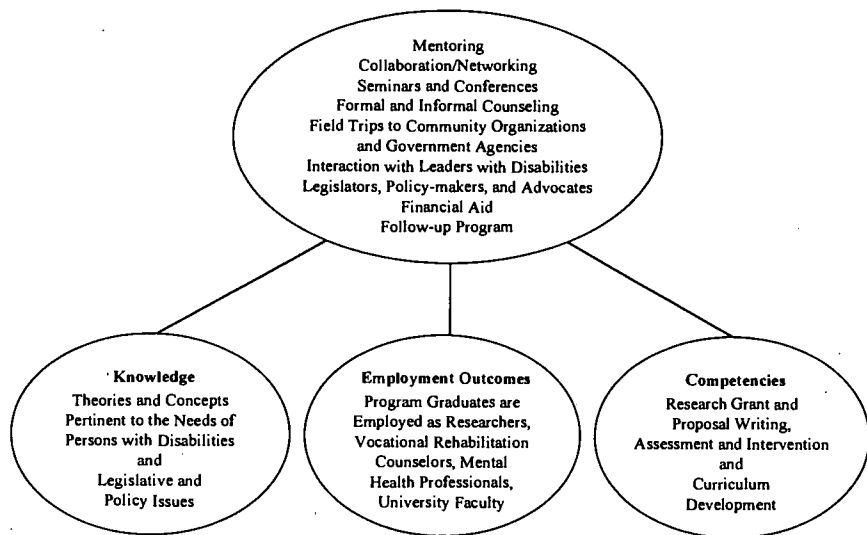 Mentoring
Collaboration/Networking
Seminars and Conferences
Formal and Informal Counseling
Field Trips to Community Organizations
and Government Agencies
Interaction with Leaders with Disabilities
Legislators, Policy-makers, and Advocates
Financial Aid
Follow-up Program
Knowledge
Theories and Concepts
Pertinent to the Needs of
Persons with Disabilities
and
Legislative and
Policy Issues
Employment Outcomes
Program Graduates are
Employed as Researchers,
Vocational Rehabilitation
Counselors, Mental
Health Professionals,
University Faculty
Competencies
Research Grant and
Proposal Writing,
Assessment and Intervention
and
Curriculum
Development